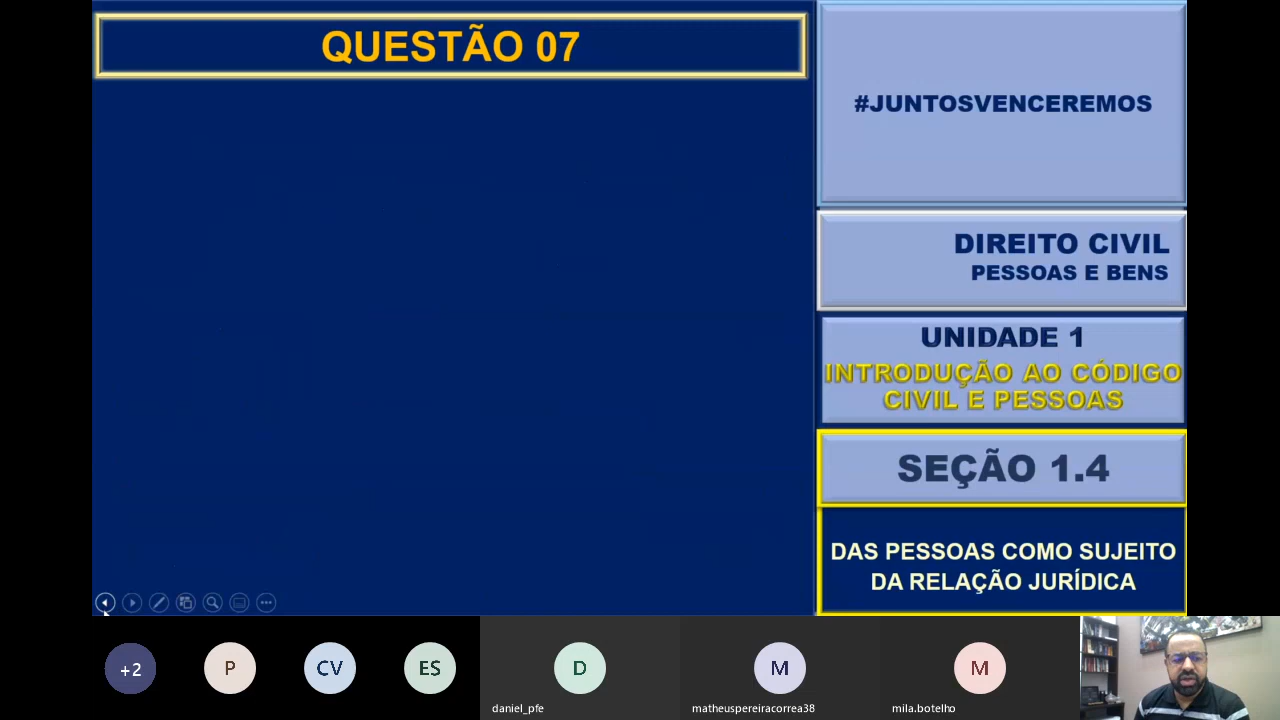 QUESTÃO 07
#JUNTOSVENCEREMOS
DIREITO CIVIL
PESSOAS E BENS
UNIDADE 1
INTRODUÇÃO AO CÓDIGO
CIVIL E PESSOAS
SEÇÃO 1.4
DAS PESSOAS COMO SUJEITO
DA RELAÇÃO JURÍDICA
+2
P
CV
ES
D
M
M
daniel_pfe
matheuspereiracorrea38
mila.botelho